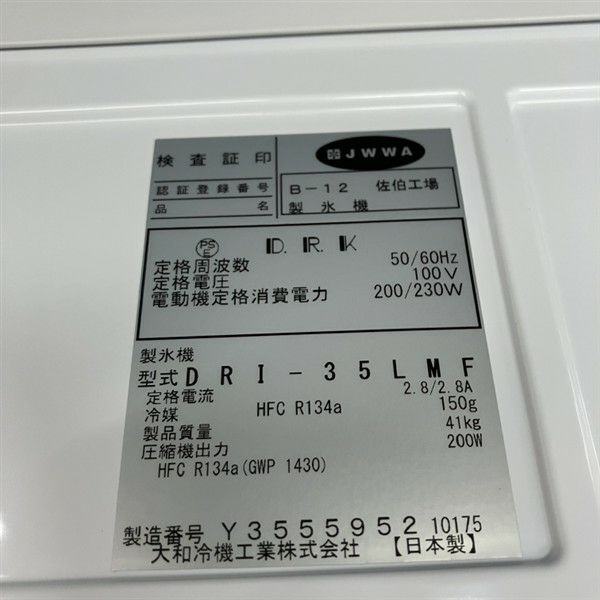 検査証印 JWWA
認証登録番号 B-12 佐伯工場
品名 製氷機
PS E D.R.K
定格周波数 50/60Hz
定格電圧 100V
電動機定格消費電力 200/230W
製氷機
型式 DRI-35LMF
定格電流 2.8/2.8A
冷媒 HFC R134a 150g
製品質量 41kg
圧縮機出力 200W
HFC R134a(GWP 1430)
製造番号 Y3555952 10175
大和冷機工業株式会社 【日本製】